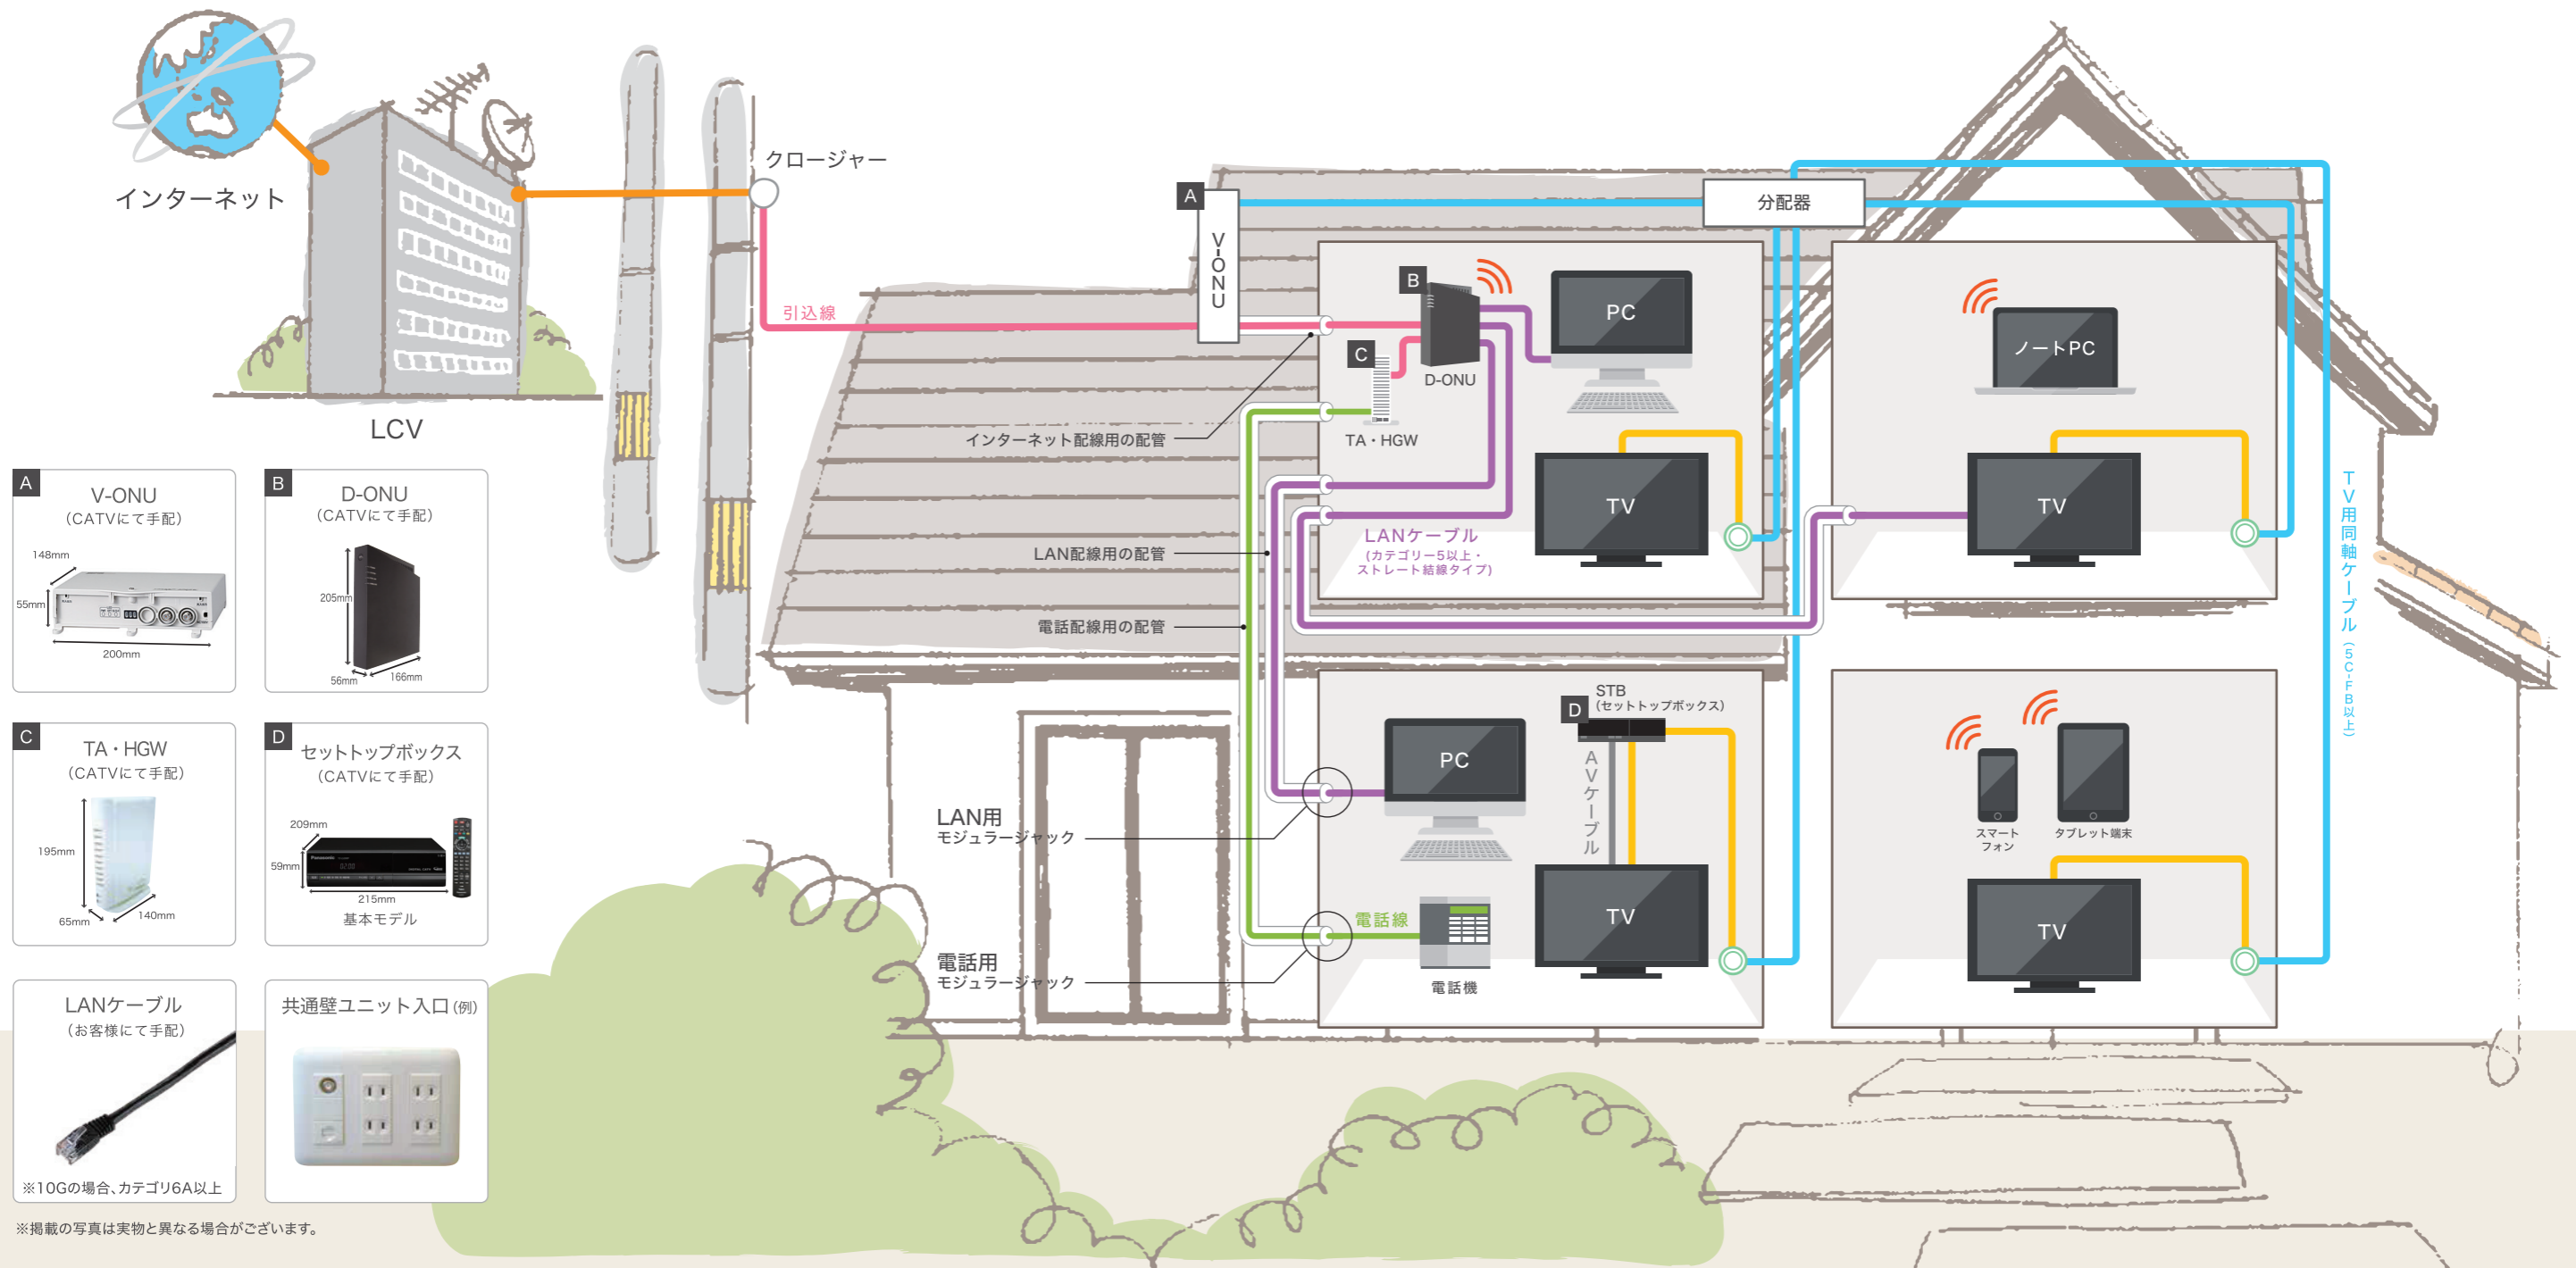 インターネット
LCV
クロージャー
引込線
A
V-ONU
分配器
B
D-ONU
C
TA・HGW
PC
TV
ノートPC
TV
インターネット配線用の配管
LAN配線用の配管
電話配線用の配管
LANケーブル
(カテゴリー5以上・
ストレート結線タイプ)
TV用同軸ケーブル(5C-FB以上)
LAN用
モジュラージャック
電話用
モジュラージャック
PC
D
STB
(セットトップボックス)
AVケーブル
電話線
電話機
TV
スマート
フォン
タブレット端末
TV
A
V-ONU
(CATVにて手配)
148mm
55mm
200mm
B
D-ONU
(CATVにて手配)
205mm
56mm
166mm
C
TA・HGW
(CATVにて手配)
195mm
65mm
140mm
D
セットトップボックス
(CATVにて手配)
209mm
59mm
Panasonic
215mm
基本モデル
LANケーブル
(お客様にて手配)
※10Gの場合、カテゴリ6A以上
共通壁ユニット入口(例)
※掲載の写真は実物と異なる場合がございます。